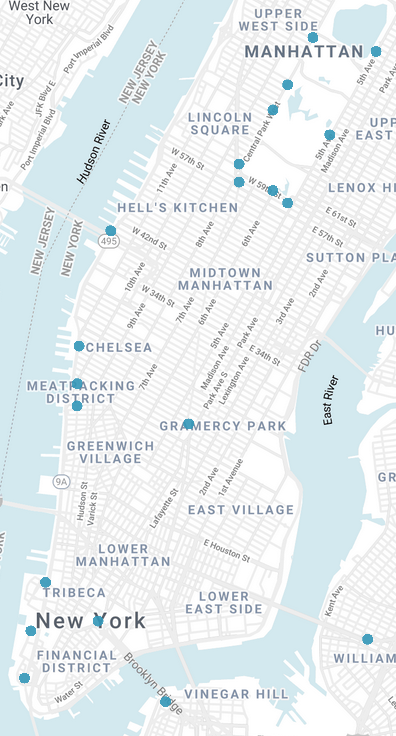 West New
York
UPPER
WEST SIDE
MANHATTAN
Port Imperial Blvd
NEW JERSEY
NEW YORK
5th Ave
City
JFK Blvd E
Port Imperial Blvd
Hudson River
LINCOLN
SQUARE
Central Park West
5th Ave
Madison Ave
UPP
EAST
W 57th St
11th Ave
W 59th St
LENOX HI
HELL'S KITCHEN
E 61st St
NEW JERSEY
NEW YORK
495
W 42nd St
8th Ave
6th Ave
E 57th St
SUTTON PLA
10th Ave
MIDTOWN
MANHATTAN
2nd Ave
W 34th St
9th Ave
7th Ave
6th Ave
3rd Ave
5th Ave
Park Ave
HU
CHELSEA
E 34th St
FDR Dr
Madison Ave
Park Ave S
Lexington Ave
7th Ave
East River
MEATPACKING
DISTRICT
GRAMERCY PARK
GREENWICH
VILLAGE
9A
2nd Ave
1st Avenue
GR
Hudson St
Varick St
Lafayette St
EAST VILLAGE
LOWER
MANHATTAN
E Houston St
TRIBECA
LOWER
EAST SIDE
Kent Ave
New York
FINANCIAL
DISTRICT
WILLIAM
Brooklyn Bridge
Water St
VINEGAR HILL